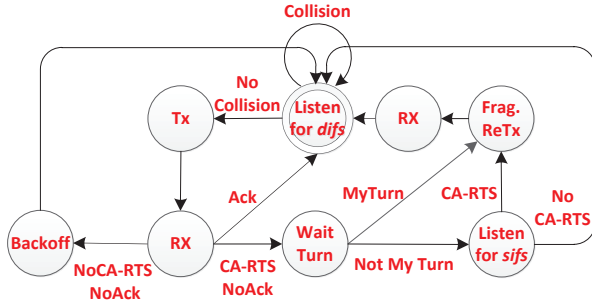 Collision
No
Collision
Tx
Listen
for difs
RX
Frag.
ReTx
Ack
MyTurn
CA-RTS
No
CA-RTS
Backoff
RX
Wait
Turn
Listen
for sifs
NoCA-RTS
NoAck
CA-RTS
NoAck
Not My Turn